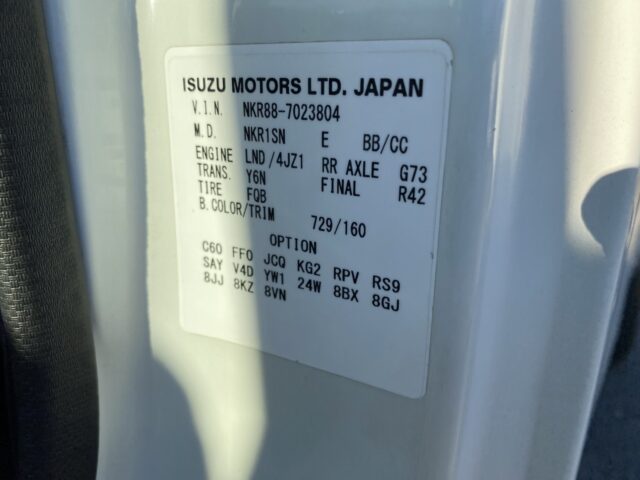 ISUZU MOTORS LTD. JAPAN
V.I.N. NKR88-7023804
M.D. NKR1SN E BB/CC
ENGINE LND/4JZ1 RR AXLE G73
TRANS. Y6N FINAL R42
TIRE FQB
B.COLOR/TRIM 729/160
OPTION
C60 FF0 JCQ KG2 RPV RS9
SAY V4D YW1 24W 8BX 8GJ
8JJ 8KZ 8VN